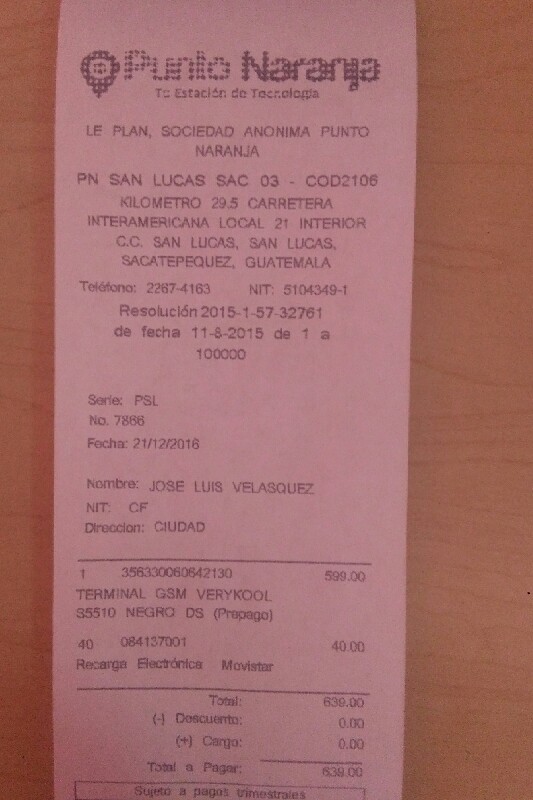 Punto Naranja
Tu Estación de Tecnología
LE PLAN, SOCIEDAD ANONIMA PUNTO
NARANJA
PN SAN LUCAS SAC 03 - COD2106
KILOMETRO 29.5 CARRETERA
INTERAMERICANA LOCAL 21 INTERIOR
C.C. SAN LUCAS, SAN LUCAS,
SACATEPEQUEZ, GUATEMALA
Teléfono: 2267-4163 NIT: 5104349-1
Resolución 2015-1-57-32761
de fecha 11-8-2015 de 1 a
100000
Serie: PSL
No. 7866
Fecha: 21/12/2016
Nombre: JOSE LUIS VELASQUEZ
NIT: CF
Direccion: CIUDAD
1 356330060642130 599.00
TERMINAL GSM VERYKOOL
S5510 NEGRO DS (Prepago)
40 084137001 40.00
Recarga Electrónica Movistar
Total: 639.00
(-) Descuento: 0.00
(+) Cargo: 0.00
Total a Pagar: 639.00
Sujeto a pagos trimestrales